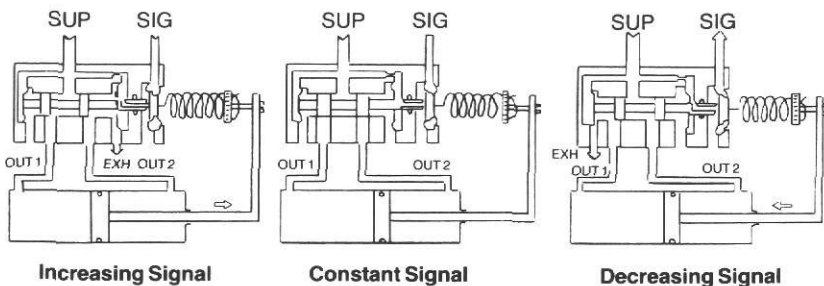 SUP SIG
OUT 1 EXH OUT 2
Increasing Signal
SUP SIG
OUT 1 OUT 2
Constant Signal
SUP SIG
EXH
OUT 1 OUT 2
Decreasing Signal